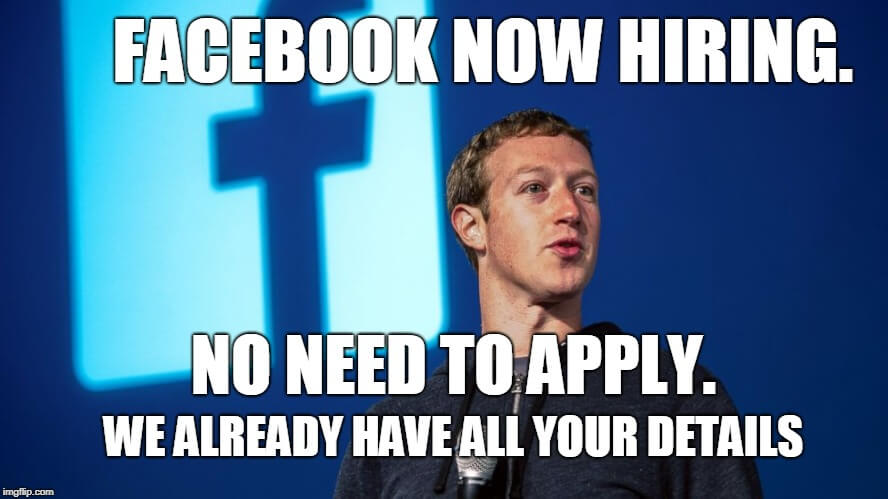 FACEBOOK NOW HIRING.
NO NEED TO APPLY.
WE ALREADY HAVE ALL YOUR DETAILS
imgflip.com